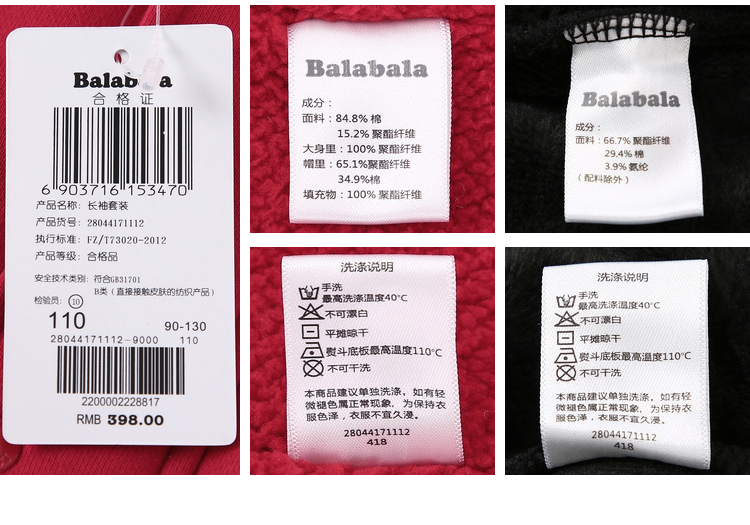 Balabala
合格证
6 903716 153470
产品名称：长袖套装
产品货号：28044171112
执行标准：FZ/T73020-2012
产品等级：合格品
安全技术类别：符合GB31701
B类（直接接触皮肤的纺织产品）
检验员：10
110 90-130
28044171112-9000 110
2200002228817
RMB 398.00
Balabala
成分：
面料：84.8% 棉
15.2% 聚酯纤维
大身里：100% 聚酯纤维
帽里：65.1% 聚酯纤维
34.9%棉
填充物：100% 聚酯纤维
Balabala
成分：
面料：66.7% 聚酯纤维
29.4% 棉
3.9% 氨纶
（配料除外）
洗涤说明
手洗
最高洗涤温度40°C
不可漂白
平摊晾干
熨斗底板最高温度110°C
不可干洗
本商品建议单独洗涤。如有轻
微褪色属正常现象，为保持衣
服色泽，衣服不宜久浸。
28044171112
418
洗涤说明
手洗
最高洗涤温度40°C
不可漂白
平摊晾干
熨斗底板最高温度110°C
不可干洗
本商品建议单独洗涤。如有轻
微褪色属正常现象，为保持衣
服色泽，衣服不宜久浸。
28044171112
418